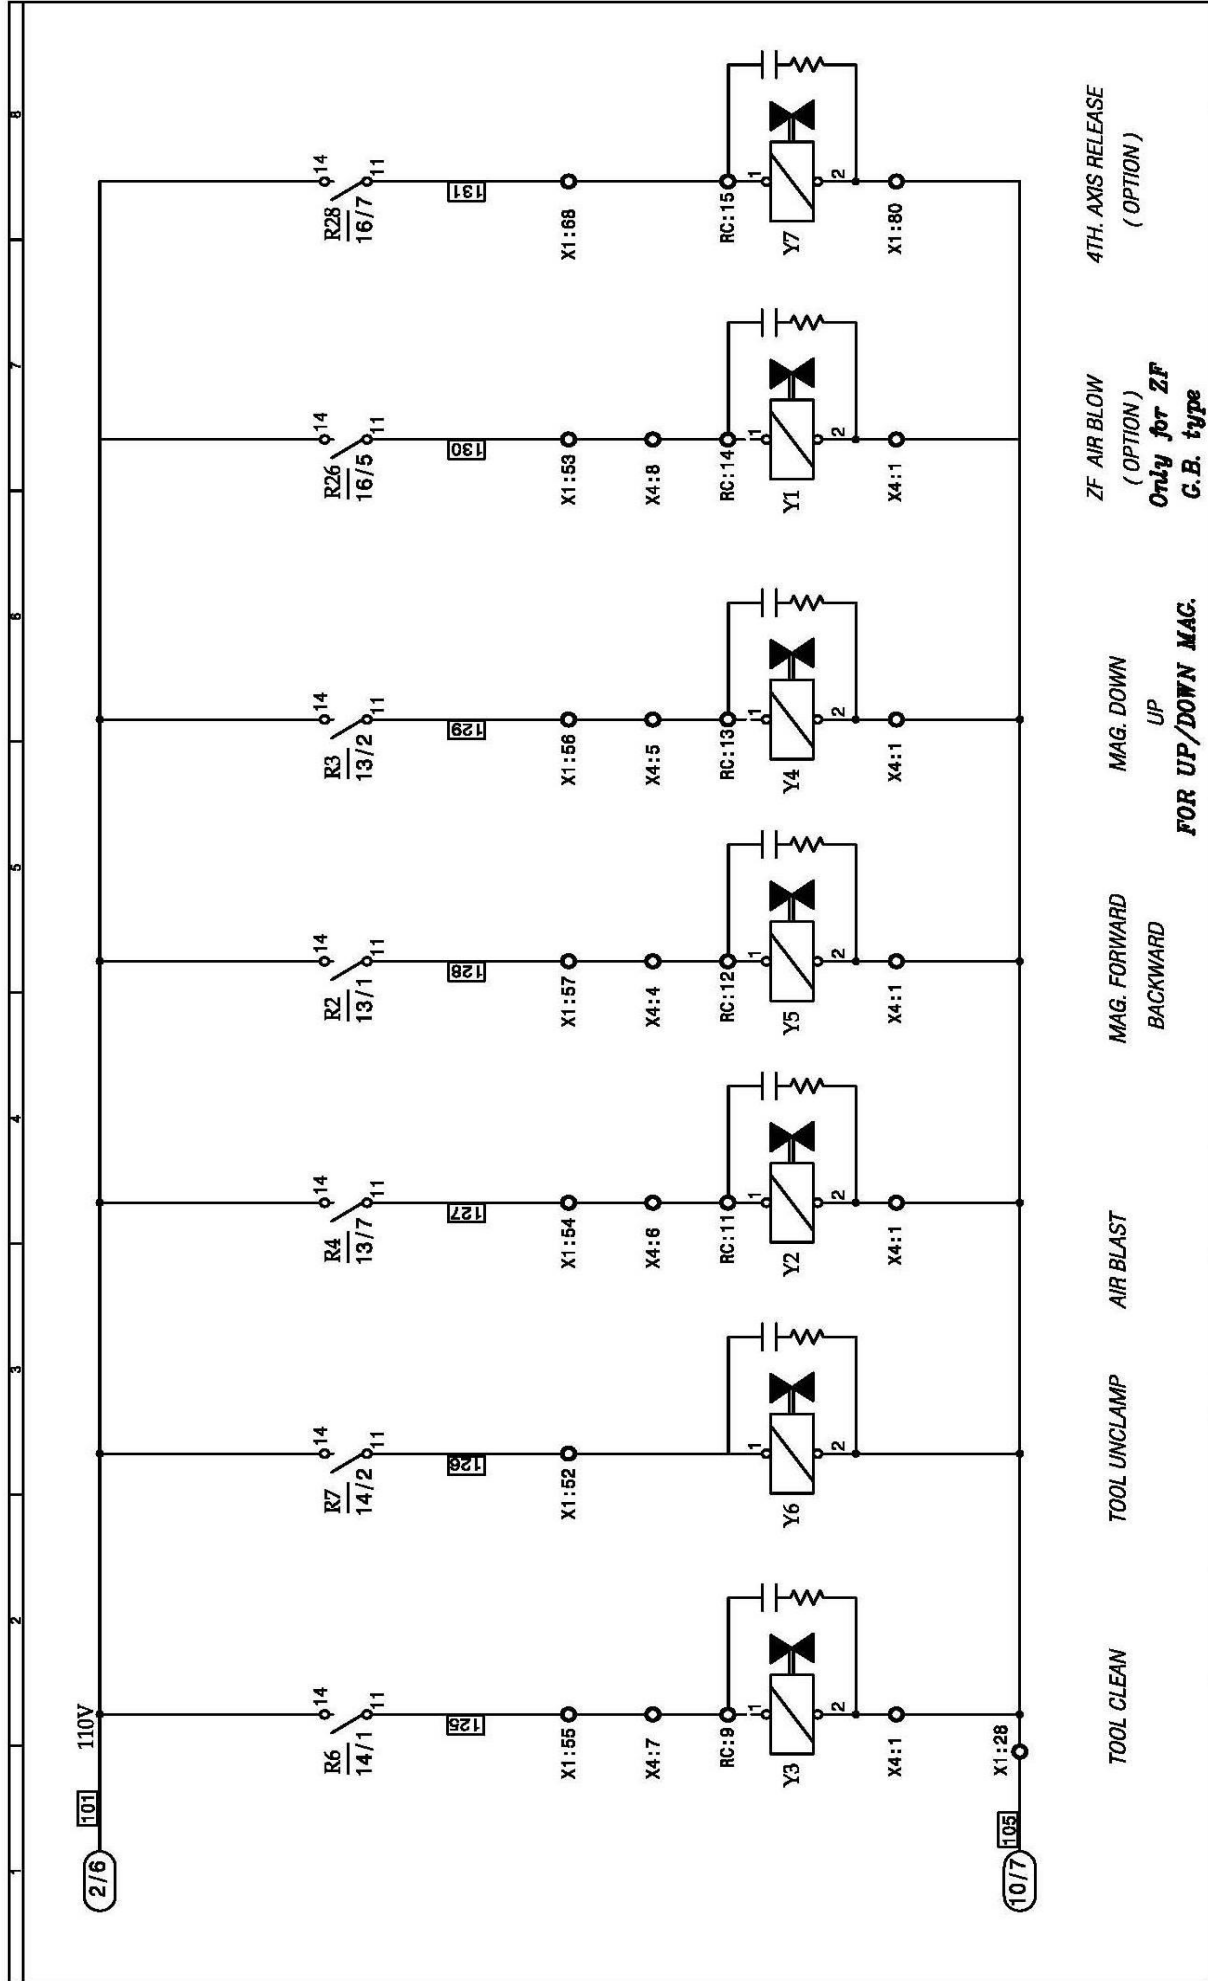 1 2 3 4 5 6 7 8
2/6 101 110V
R6 14 R7 14 R4 14 R2 14 R3 14 R26 14 R28 14
14/1 11 14/2 11 13/7 11 13/1 11 13/2 11 16/5 11 16/7 11
125 126 127 128 129 130 131
X1:55 X1:52 X1:54 X1:57 X1:56 X1:53 X1:68
X4:7 X4:6 X4:4 X4:5 X4:8
RC:9 RC:11 RC:12 RC:13 RC:14 RC:15
1 1 1 1 1 1 1
Y3 Y6 Y2 Y5 Y4 Y1 Y7
2 2 2 2 2 2 2
X4:1 X4:1 X4:1 X4:1 X4:1 X1:80
10/7 105 X1:28
TOOL CLEAN
TOOL UNCLAMP
AIR BLAST
MAG. FORWARD
BACKWARD
MAG. DOWN
UP
FOR UP/DOWN MAG.
ZF AIR BLOW
( OPTION )
Only for ZF
G.B. type
4TH. AXIS RELEASE
( OPTION )